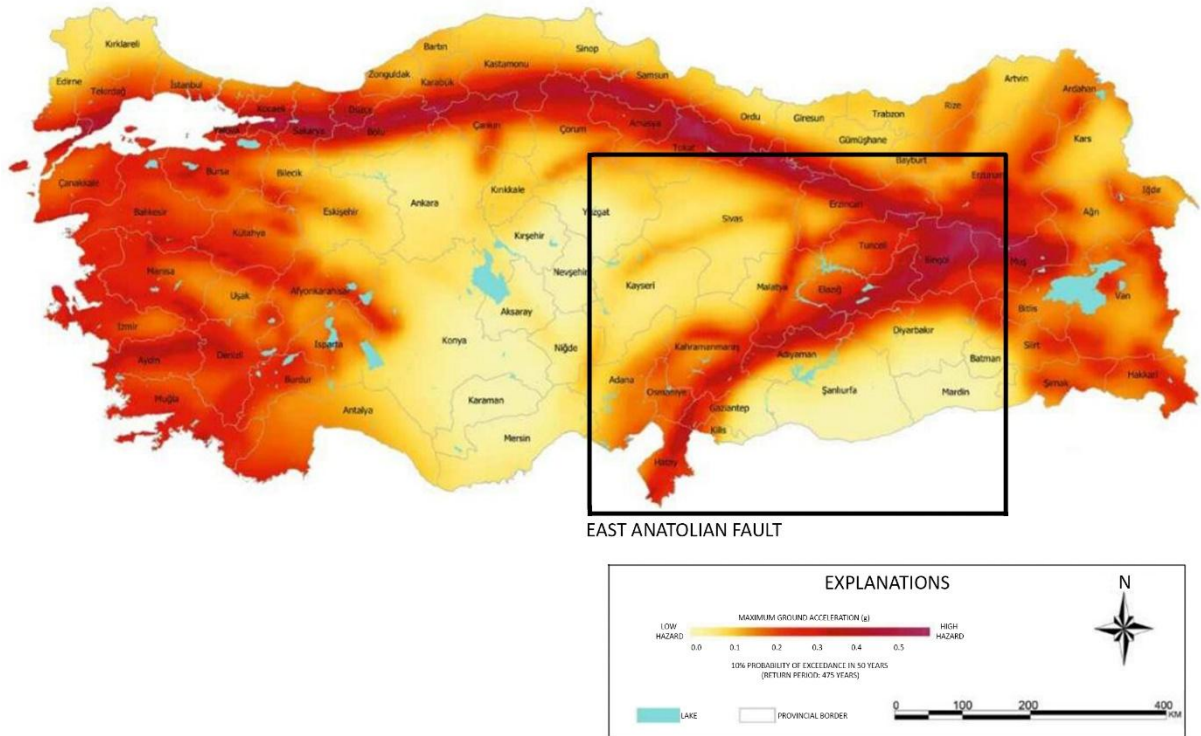 Kırklareli
Edirne
Tekirdağ
İstanbul
Kocaeli
Yalova
Sakarya
Düzce
Bolu
Zonguldak
Bartın
Karabük
Kastamonu
Sinop
Samsun
Çankırı
Çorum
Amasya
Tokat
Ordu
Giresun
Trabzon
Gümüşhane
Bayburt
Rize
Artvin
Ardahan
Kars
Iğdır
Ağrı
Erzurum
Erzincan
Çanakkale
Bursa
Bilecik
Balıkesir
Kütahya
Eskişehir
Ankara
Kırıkkale
Yozgat
Sivas
Kırşehir
Nevşehir
Kayseri
Tunceli
Bingöl
Muş
Malatya
Elazığ
Bitlis
Van
Manisa
Uşak
Afyonkarahisar
Aksaray
Konya
Niğde
İzmir
Aydın
Denizli
Isparta
Burdur
Muğla
Antalya
Karaman
Mersin
Adana
Osmaniye
Kahramanmaraş
Adıyaman
Gaziantep
Kilis
Hatay
Şanlıurfa
Diyarbakır
Batman
Mardin
Siirt
Şırnak
Hakkari
EAST ANATOLIAN FAULT
EXPLANATIONS
N
MAXIMUM GROUND ACCELERATION (g)
LOW
HAZARD
HIGH
HAZARD
0.0 0.1 0.2 0.3 0.4 0.5
10% PROBABILITY OF EXCEEDANCE IN 50 YEARS
(RETURN PERIOD: 475 YEARS)
LAKE
PROVINCIAL BORDER
0 100 200 400
KM